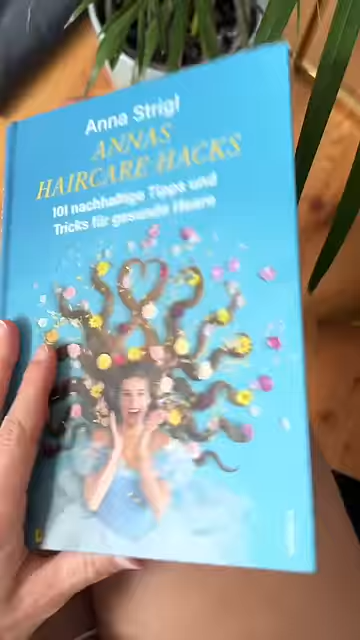 Anna Strigl
ANNAS
HAIRCARE HACKS
101 nachhaltige Tipps und
Tricks für gesunde Haare